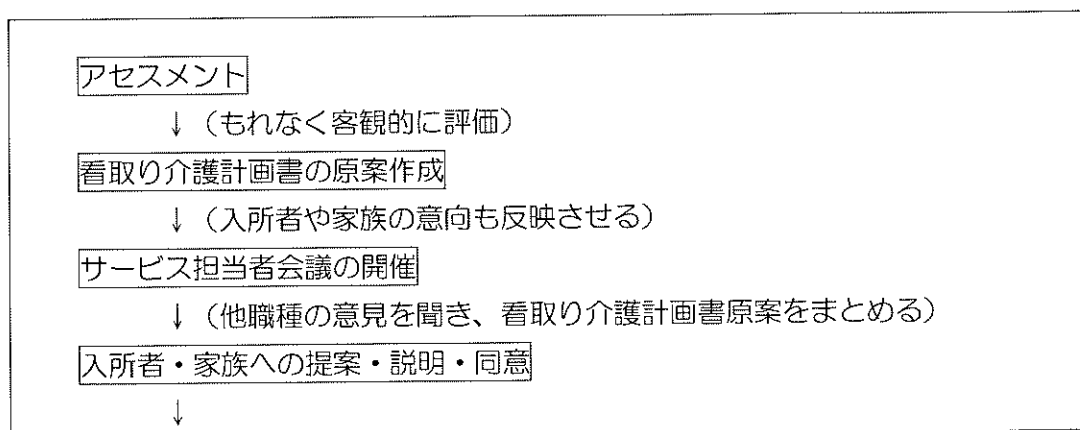 アセスメント
↓（もれなく客観的に評価）
看取り介護計画書の原案作成
↓（入所者や家族の意向も反映させる）
サービス担当者会議の開催
↓（他職種の意見を聞き、看取り介護計画書原案をまとめる）
入所者・家族への提案・説明・同意
↓